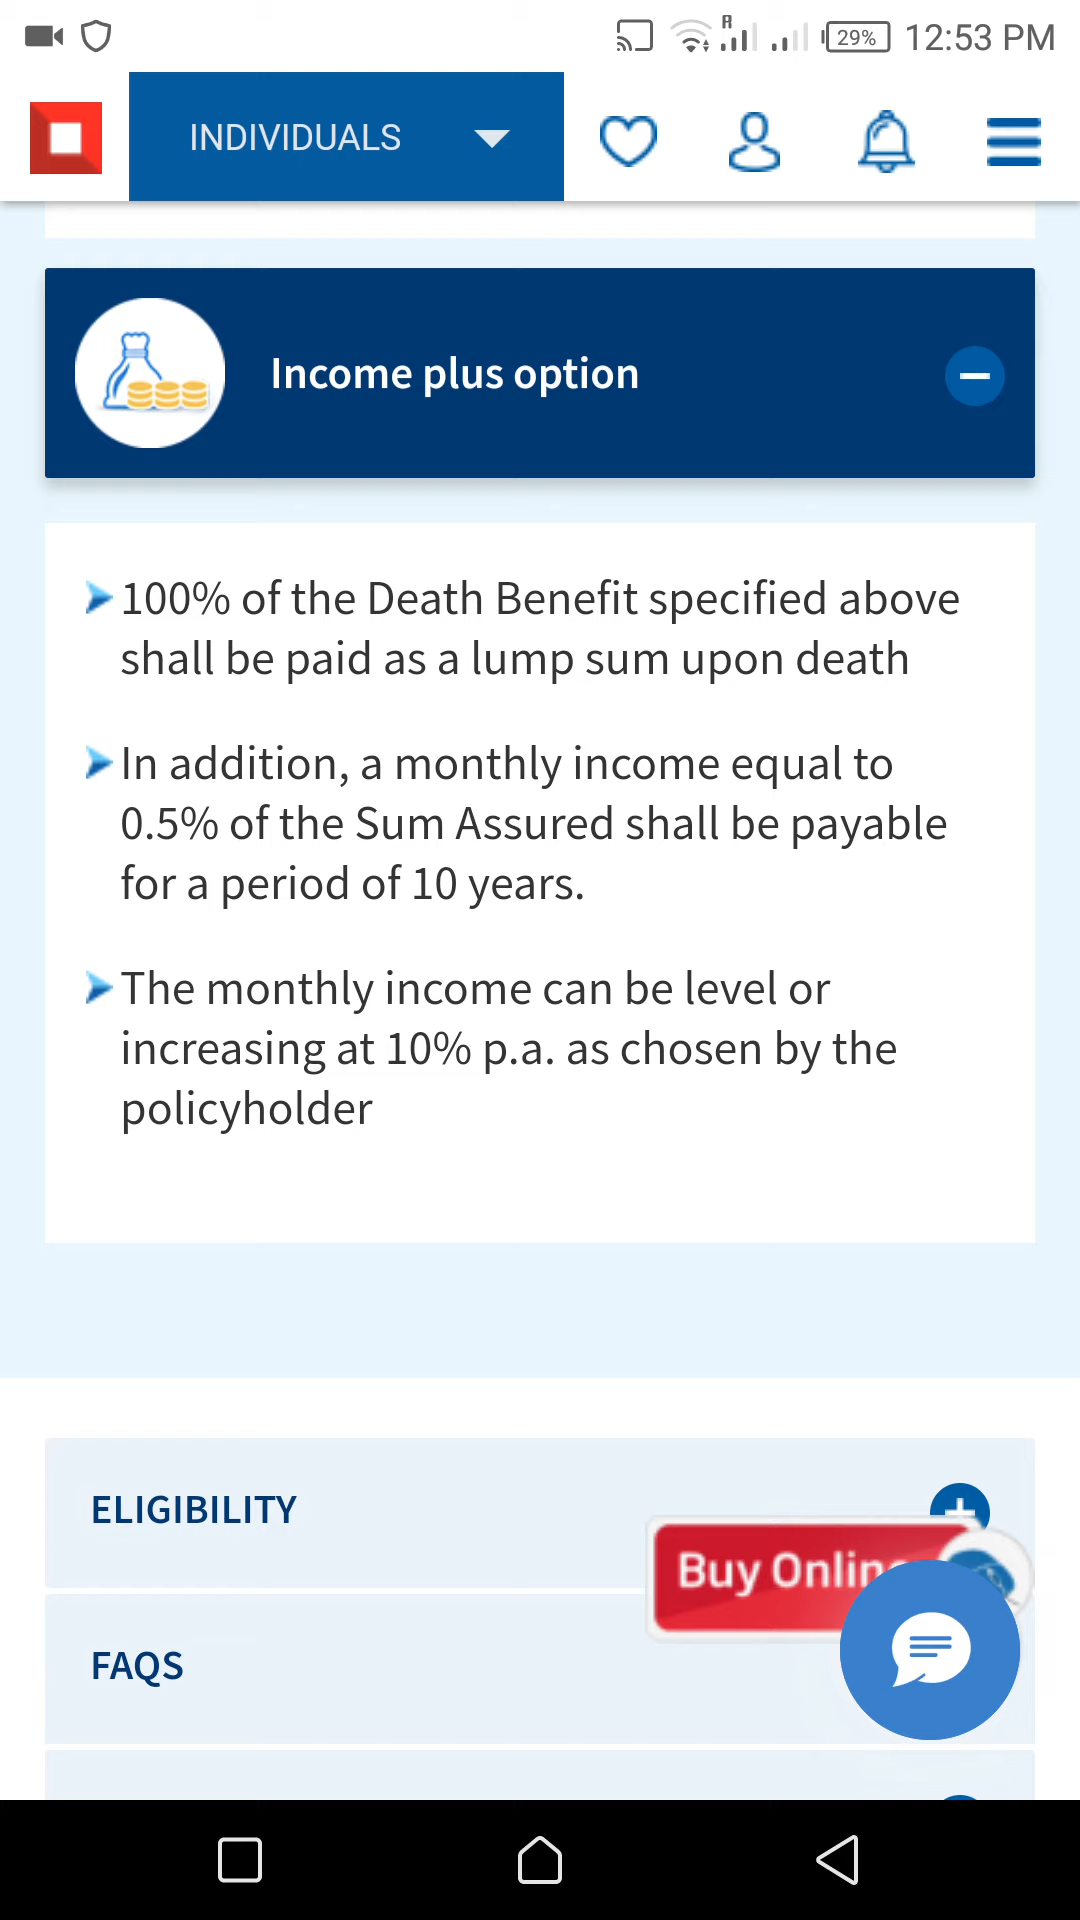 29% 12:53 PM
INDIVIDUALS
Income plus option
100% of the Death Benefit specified above
shall be paid as a lump sum upon death
In addition, a monthly income equal to
0.5% of the Sum Assured shall be payable
for a period of 10 years.
The monthly income can be level or
increasing at 10% p.a. as chosen by the
policyholder
ELIGIBILITY
Buy
FAQS